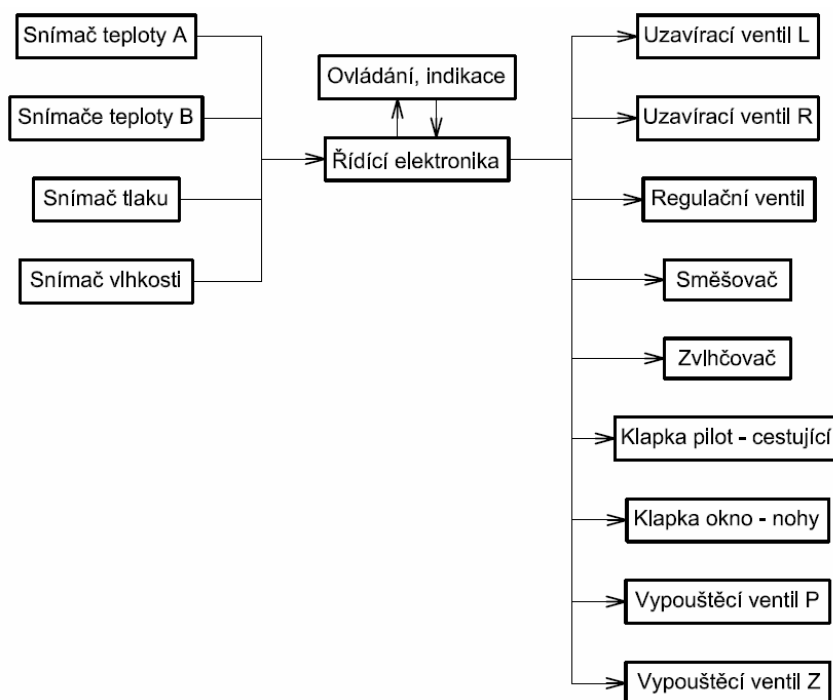 Snímač teploty A
Snímače teploty B
Snímač tlaku
Snímač vlhkosti
Ovládání, indikace
Řídící elektronika
Uzavírací ventil L
Uzavírací ventil R
Regulační ventil
Směšovač
Zvlhčovač
Klapka pilot - cestující
Klapka okno - nohy
Vypouštěcí ventil P
Vypouštěcí ventil Z